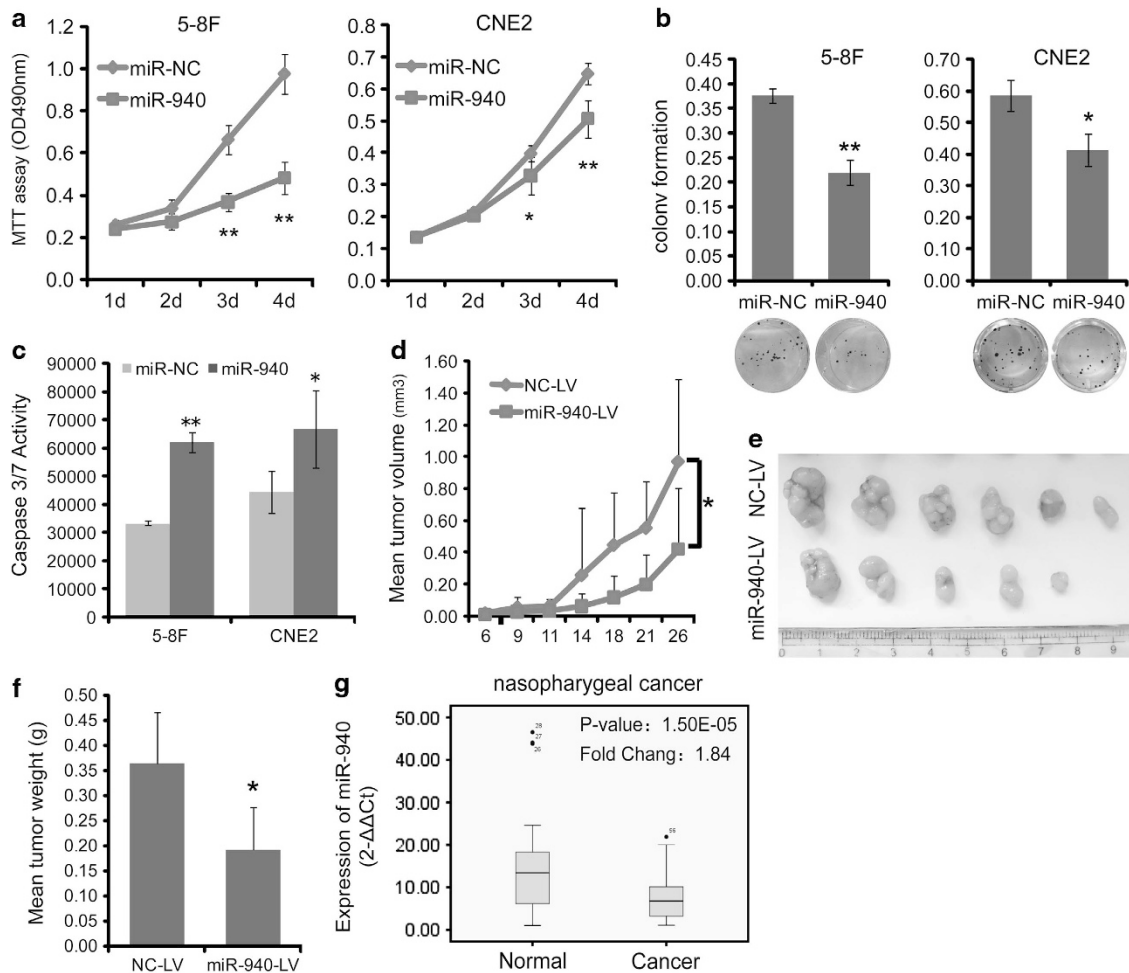 a
5-8F
MTT assay (OD490nm)
1.2
1.0
0.8
0.6
0.4
0.2
0.0
miR-NC
miR-940
**
**
1d 2d 3d 4d
CNE2
0.8
0.7
0.6
0.5
0.4
0.3
0.2
0.1
0.0
miR-NC
miR-940
*
**
1d 2d 3d 4d
b
5-8F
colony formation
0.45
0.40
0.35
0.30
0.25
0.20
0.15
0.10
0.05
0.00
**
miR-NC miR-940
CNE2
0.70
0.60
0.50
0.40
0.30
0.20
0.10
0.00
*
miR-NC miR-940
c
Caspase 3/7 Activity
90000
80000
70000
60000
50000
40000
30000
20000
10000
0
miR-NC miR-940
**
*
5-8F CNE2
d
Mean tumor volume (mm3)
1.60
1.40
1.20
1.00
0.80
0.60
0.40
0.20
0.00
NC-LV
miR-940-LV
*
6 9 11 14 18 21 26
e
NC-LV
miR-940-LV
0 1 2 3 4 5 6 7 8 9
f
Mean tumor weight (g)
0.50
0.45
0.40
0.35
0.30
0.25
0.20
0.15
0.10
0.05
0.00
*
NC-LV miR-940-LV
g
nasopharygeal cancer
Expression of miR-940
(2-ΔΔCt)
50.00
40.00
30.00
20.00
10.00
0.00
28
27
26
P-value：1.50E-05
Fold Chang：1.84
Normal Cancer